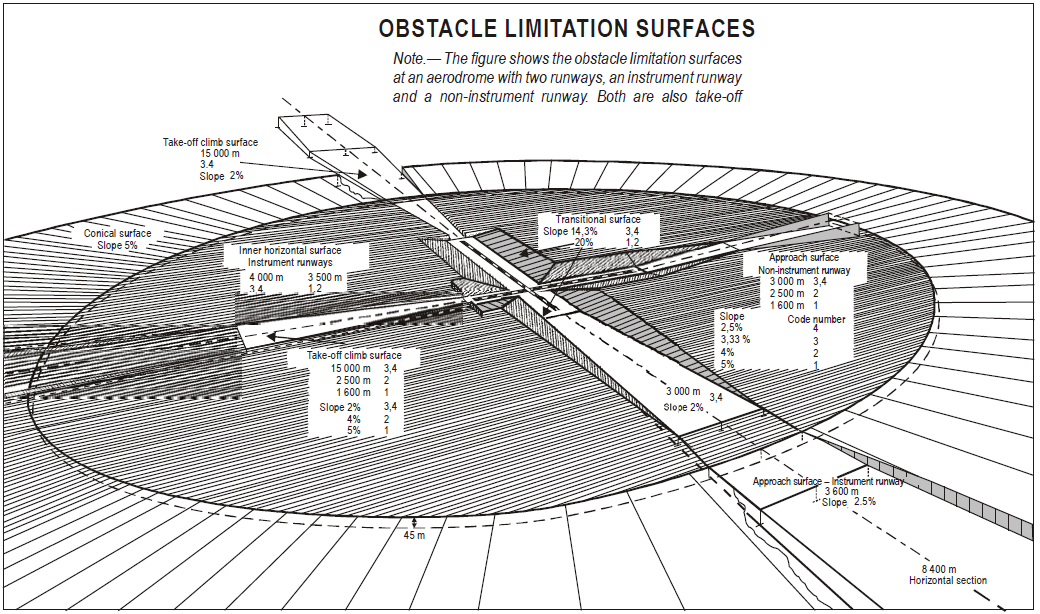 OBSTACLE LIMITATION SURFACES
Note.— The figure shows the obstacle limitation surfaces
at an aerodrome with two runways, an instrument runway
and a non-instrument runway. Both are also take-off
Take-off climb surface
15 000 m
3.4
Slope 2%
Conical surface
Slope 5%
Inner horizontal surface
Instrument runways
4 000 m 3 500 m
3.4 1,2
Transitional surface
Slope 14,3% 3,4
20% 1,2
Approach surface
Non-instrument runway
3 000 m 3,4
2 500 m 2
1 600 m 1
Slope Code number
2,5% 4
3,33 % 3
4% 2
5% 1
Take-off climb surface
15 000 m 3,4
2 500 m 2
1 600 m 1
Slope 2% 3,4
4% 2
5% 1
3 000 m 3,4
Slope 2%
Approach surface – Instrument runway
3 600 m
Slope 2.5%
45 m
8 400 m
Horizontal section